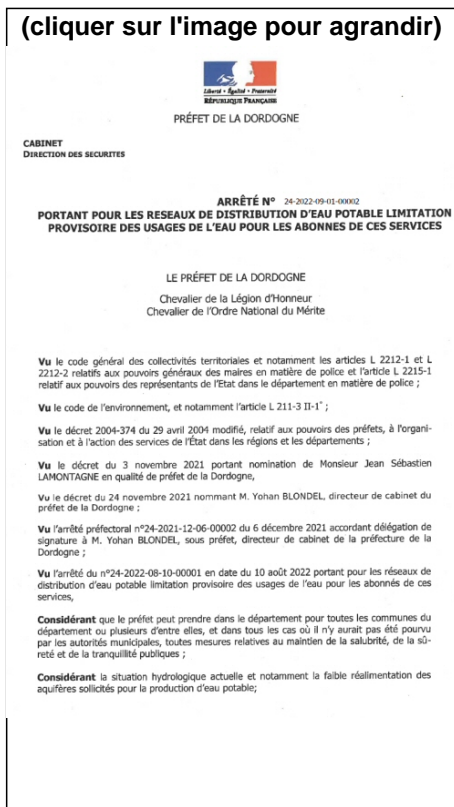 (cliquer sur l'image pour agrandir)
Liberté • Égalité • Fraternité
RÉPUBLIQUE FRANÇAISE
PRÉFET DE LA DORDOGNE
CABINET
DIRECTION DES SECURITES
ARRÊTÉ N° 24-2022-09-01-00002
PORTANT POUR LES RESEAUX DE DISTRIBUTION D'EAU POTABLE LIMITATION
PROVISOIRE DES USAGES DE L'EAU POUR LES ABONNES DE CES SERVICES
LE PRÉFET DE LA DORDOGNE
Chevalier de la Légion d'Honneur
Chevalier de l'Ordre National du Mérite
Vu le code général des collectivités territoriales et notamment les articles L 2212-1 et L
2212-2 relatifs aux pouvoirs généraux des maires en matière de police et l'article L 2215-1
relatif aux pouvoirs des représentants de l'Etat dans le département en matière de police ;
Vu le code de l'environnement, et notamment l'article L 211-3 II-1° ;
Vu le décret 2004-374 du 29 avril 2004 modifié, relatif aux pouvoirs des préfets, à l'organi-
sation et à l'action des services de l'État dans les régions et les départements ;
Vu le décret du 3 novembre 2021 portant nomination de Monsieur Jean Sébastien
LAMONTAGNE en qualité de préfet de la Dordogne,
Vu le décret du 24 novembre 2021 nommant M. Yohan BLONDEL, directeur de cabinet du
préfet de la Dordogne ;
Vu l'arrêté préfectoral n°24-2021-12-06-00002 du 6 décembre 2021 accordant délégation de
signature à M. Yohan BLONDEL, sous préfet, directeur de cabinet de la préfecture de la
Dordogne ;
Vu l'arrêté du n°24-2022-08-10-00001 en date du 10 août 2022 portant pour les réseaux de
distribution d'eau potable limitation provisoire des usages de l'eau pour les abonnés de ces
services,
Considérant que le préfet peut prendre dans le département pour toutes les communes du
département ou plusieurs d'entre elles, et dans tous les cas où il n'y aurait pas été pourvu
par les autorités municipales, toutes mesures relatives au maintien de la salubrité, de la sû-
reté et de la tranquillité publiques ;
Considérant la situation hydrologique actuelle et notamment la faible réalimentation des
aquifères sollicités pour la production d'eau potable;